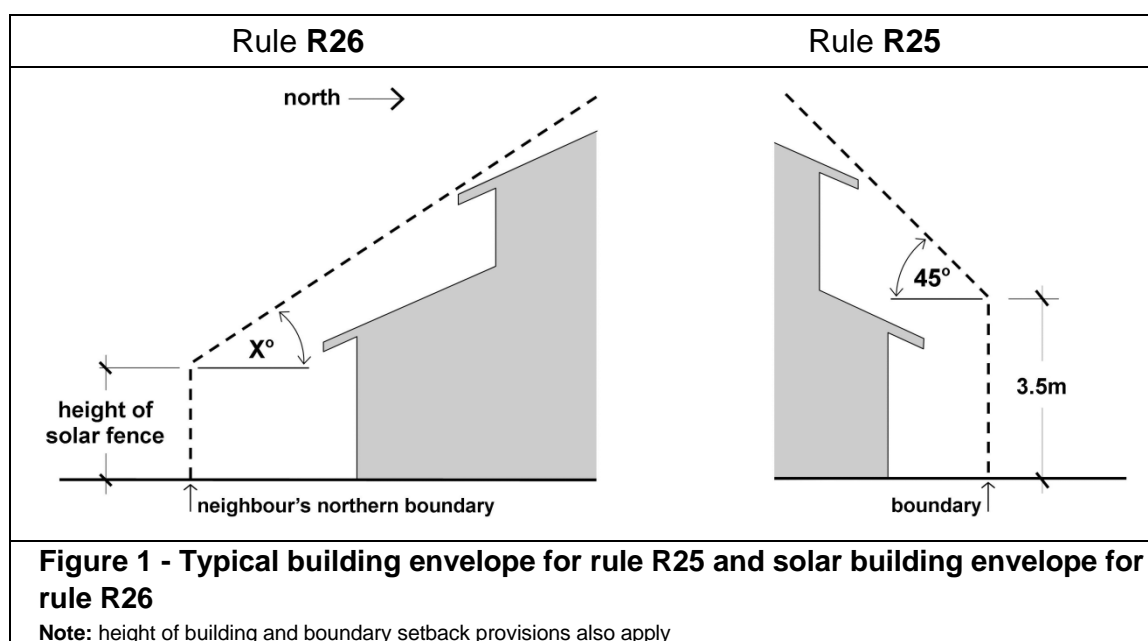 Rule R26
Rule R25
north
X°
height of
solar fence
neighbour's northern boundary
45°
3.5m
boundary
Figure 1 - Typical building envelope for rule R25 and solar building envelope for
rule R26
Note: height of building and boundary setback provisions also apply